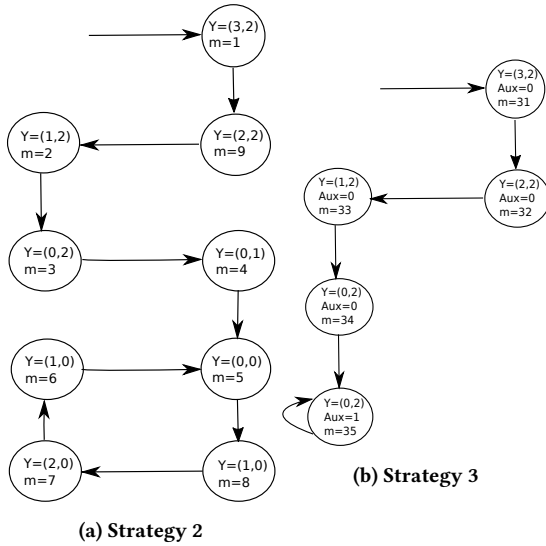 Y=(3,2)
m=1
Y=(2,2)
m=9
Y=(1,2)
m=2
Y=(0,2)
m=3
Y=(0,1)
m=4
Y=(0,0)
m=5
Y=(1,0)
m=6
Y=(2,0)
m=7
Y=(1,0)
m=8
(a) Strategy 2
Y=(3,2)
Aux=0
m=31
Y=(2,2)
Aux=0
m=32
Y=(1,2)
Aux=0
m=33
Y=(0,2)
Aux=0
m=34
Y=(0,2)
Aux=1
m=35
(b) Strategy 3